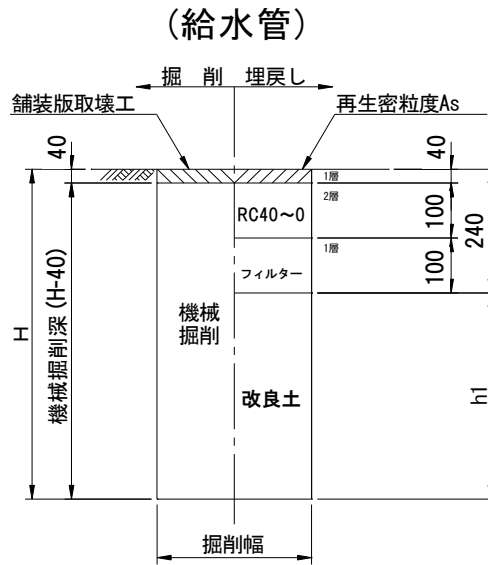 (給水管)
掘 削 埋戻し
舗装版取壊工
再生密粒度As
40
40
1層
2層
RC40～0
100
240
1層
フィルター
100
機械
掘削
H
機械掘削深(H-40)
改良土
h1
掘削幅